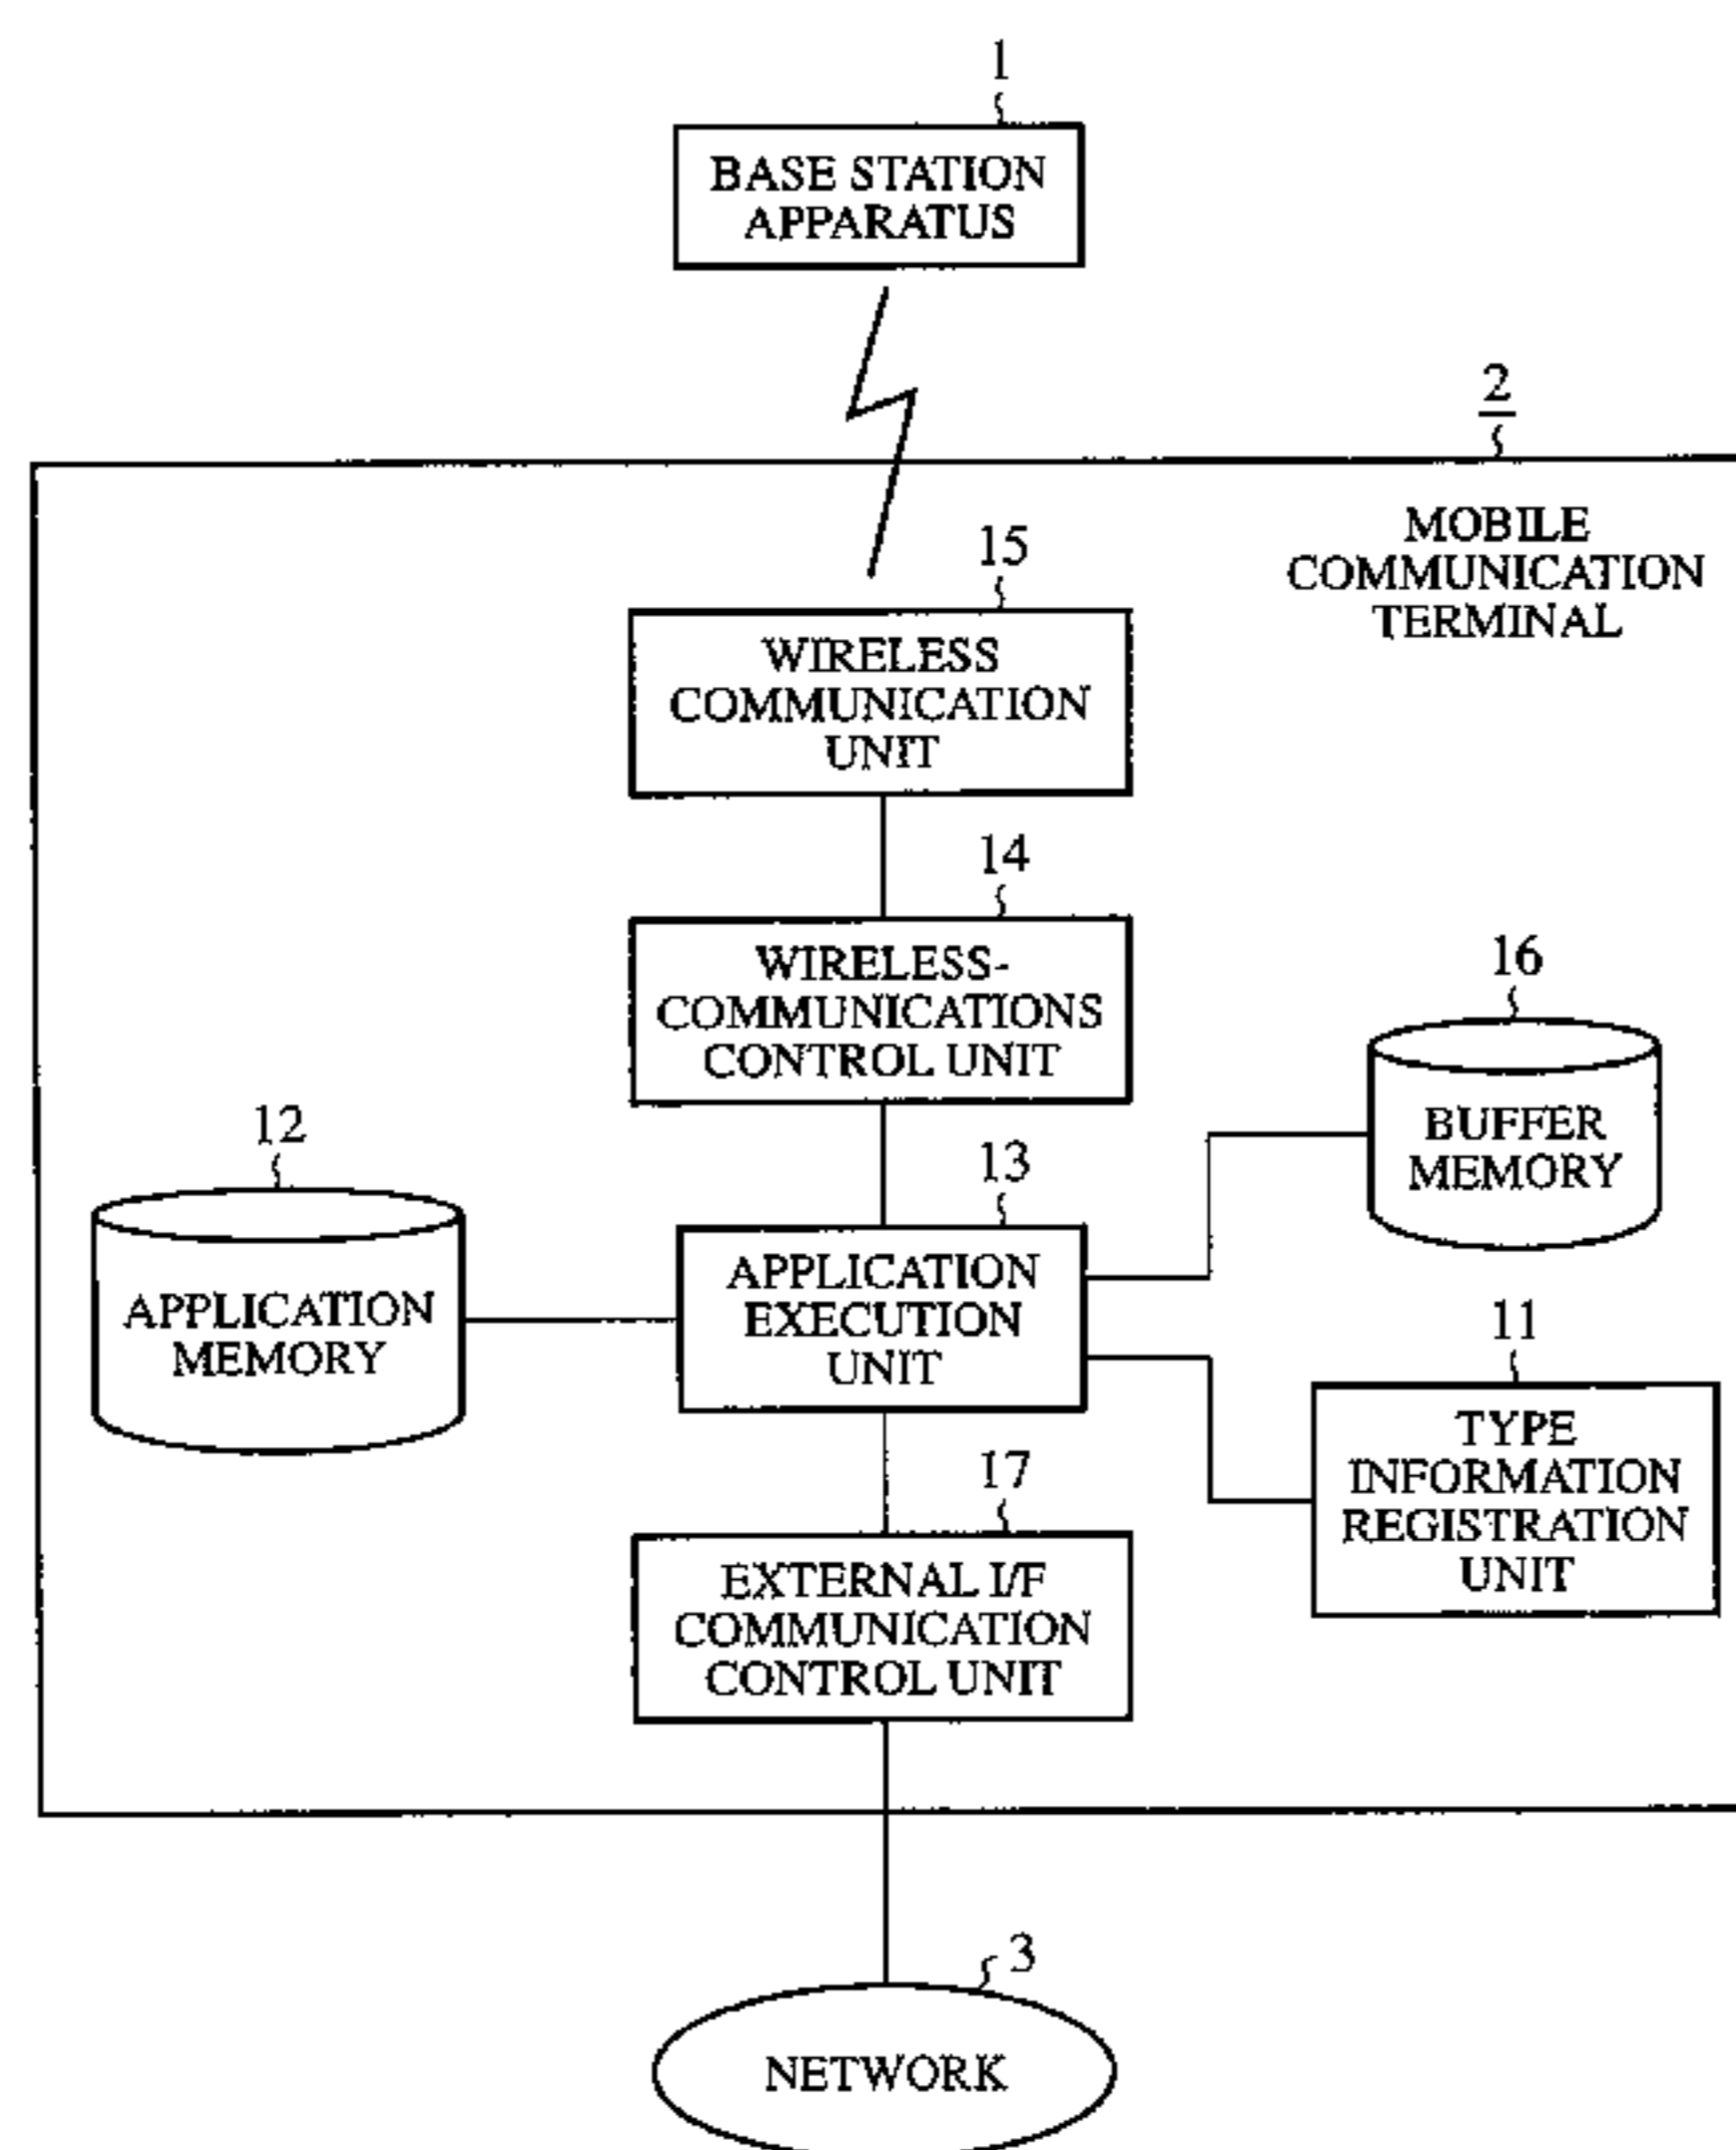 1
BASE STATION
APPARATUS
2
MOBILE
COMMUNICATION
TERMINAL
15
WIRELESS
COMMUNICATION
UNIT
14
WIRELESS-
COMMUNICATIONS
CONTROL UNIT
16
BUFFER
MEMORY
12
APPLICATION
MEMORY
13
APPLICATION
EXECUTION
UNIT
11
TYPE
INFORMATION
REGISTRATION
UNIT
17
EXTERNAL I/F
COMMUNICATION
CONTROL UNIT
3
NETWORK